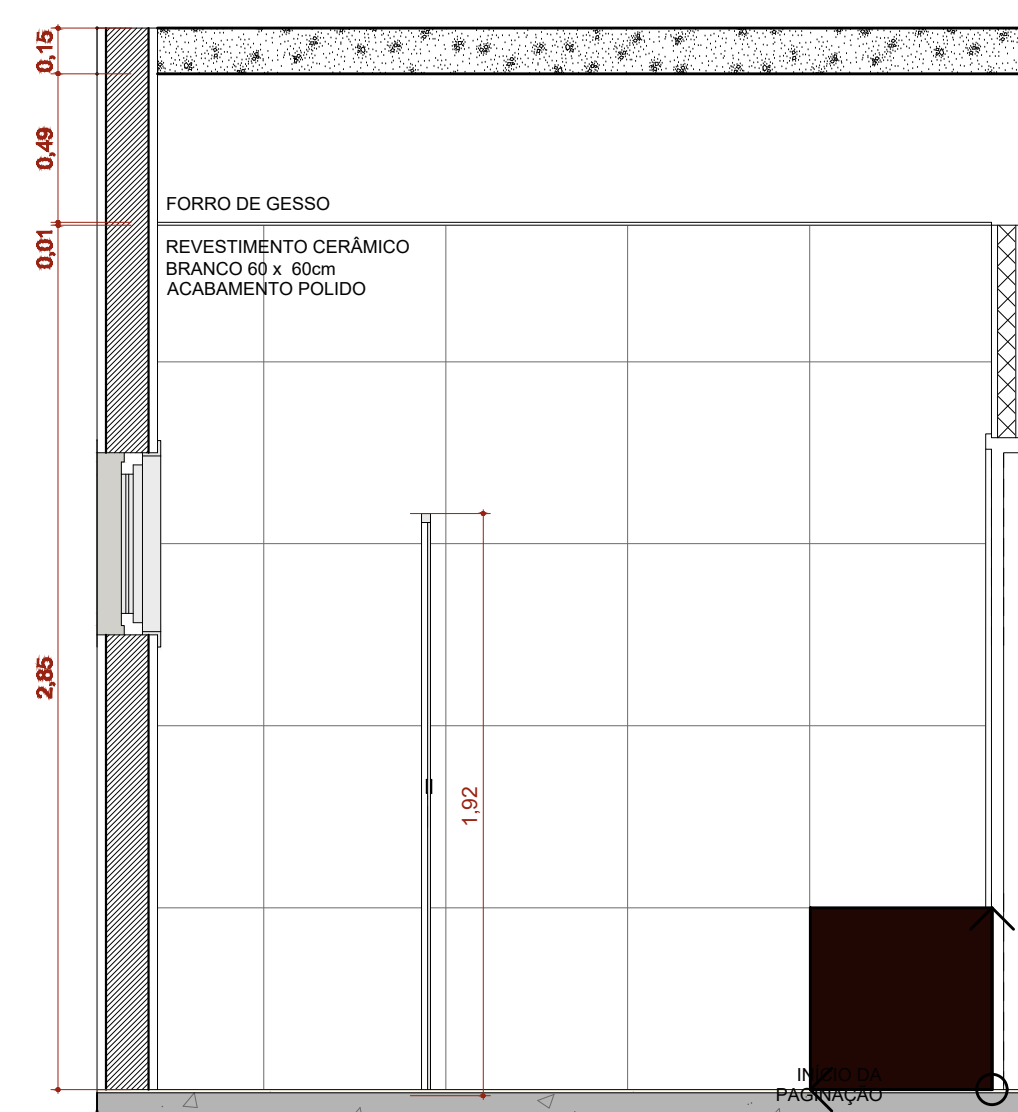 0,15
0,49
FORRO DE GESSO
0,01
REVESTIMENTO CERÂMICO
BRANCO 60 x 60cm
ACABAMENTO POLIDO
2,85
1,92
INÍCIO DA
PAGINAÇÃO